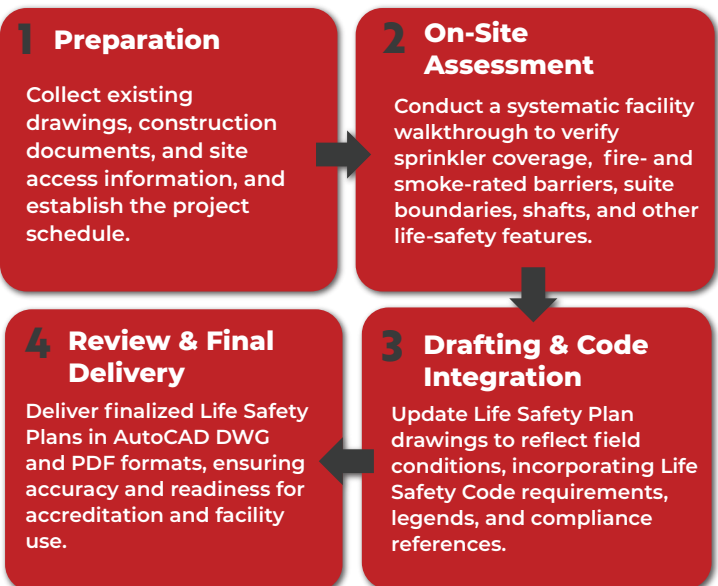 1 Preparation
Collect existing
drawings, construction
documents, and site
access information, and
establish the project
schedule.
2 On-Site
Assessment
Conduct a systematic facility
walkthrough to verify
sprinkler coverage, fire- and
smoke-rated barriers, suite
boundaries, shafts, and other
life-safety features.
3 Drafting & Code
Integration
Update Life Safety Plan
drawings to reflect field
conditions, incorporating Life
Safety Code requirements,
legends, and compliance
references.
4 Review & Final
Delivery
Deliver finalized Life Safety
Plans in AutoCAD DWG
and PDF formats, ensuring
accuracy and readiness for
accreditation and facility
use.